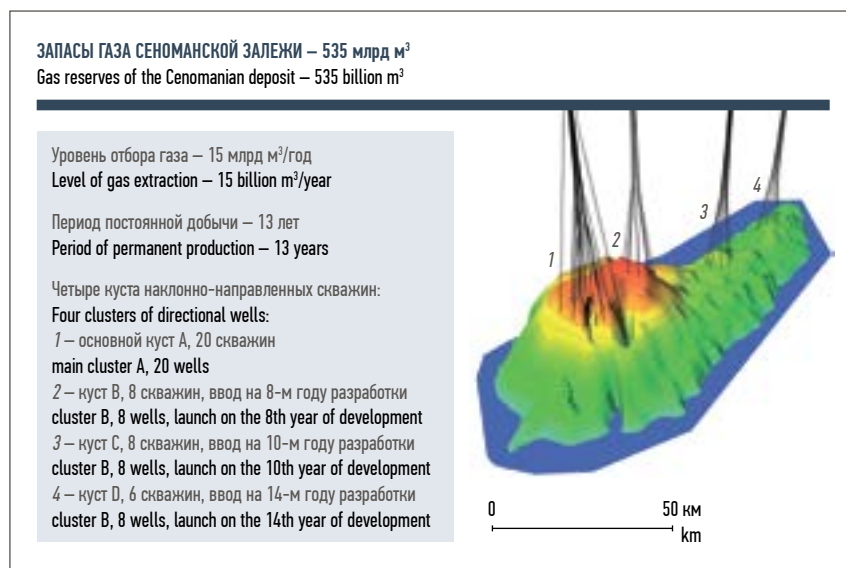 ЗАПАСЫ ГАЗА СЕНОМАНСКОЙ ЗАЛЕЖИ – 535 млрд м³
Gas reserves of the Cenomanian deposit – 535 billion m³
Уровень отбора газа – 15 млрд м³/год
Level of gas extraction – 15 billion m³/year
Период постоянной добычи – 13 лет
Period of permanent production – 13 years
Четыре куста наклонно-направленных скважин:
Four clusters of directional wells:
1 – основной куст А, 20 скважин
main cluster A, 20 wells
2 – куст B, 8 скважин, ввод на 8-м году разработки
cluster B, 8 wells, launch on the 8th year of development
3 – куст C, 8 скважин, ввод на 10-м году разработки
cluster B, 8 wells, launch on the 10th year of development
4 – куст D, 6 скважин, ввод на 14-м году разработки
cluster B, 8 wells, launch on the 14th year of development
1
2
3
4
0 50 км
km